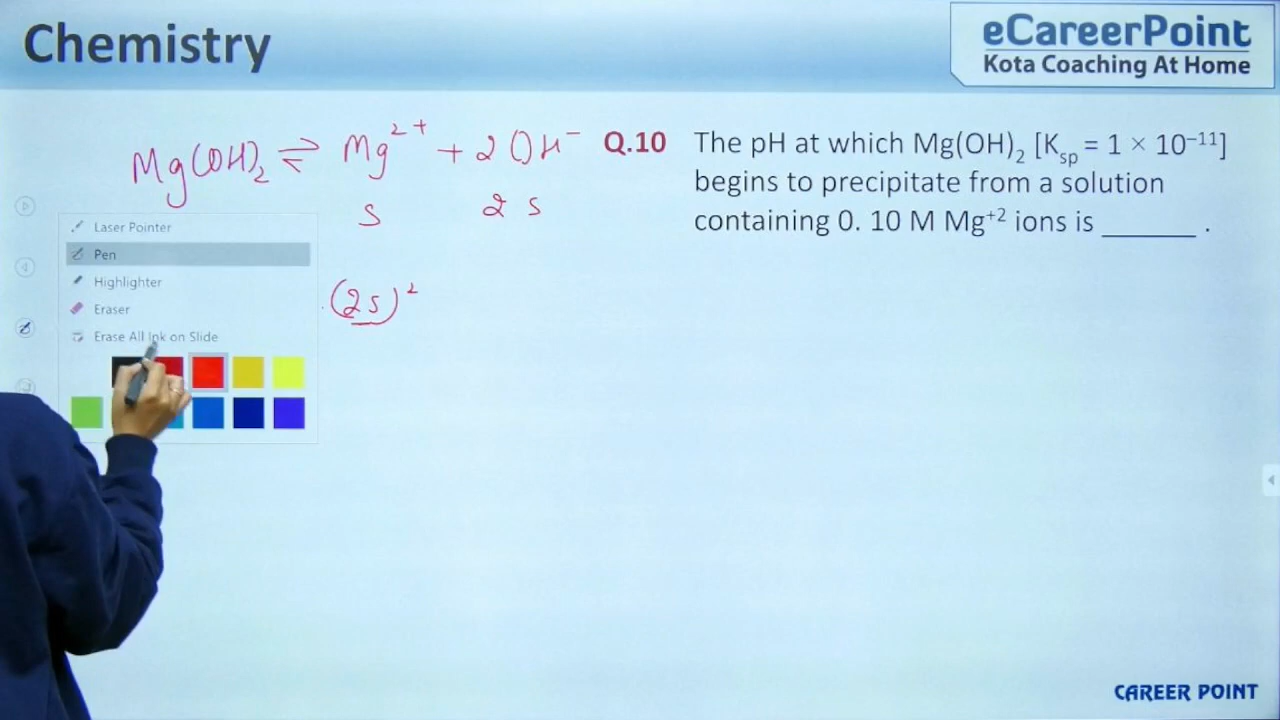 Chemistry
eCareerPoint
Kota Coaching At Home
Mg(OH)₂ ⇌ Mg²⁺ + 2OH⁻
s 2s
(2s)²
Q.10 The pH at which Mg(OH)₂ [Kₛₚ = 1 × 10⁻¹¹]
begins to precipitate from a solution
containing 0. 10 M Mg⁺² ions is _______ .
Laser Pointer
Pen
Highlighter
Eraser
Erase All Ink on Slide
CAREER POINT